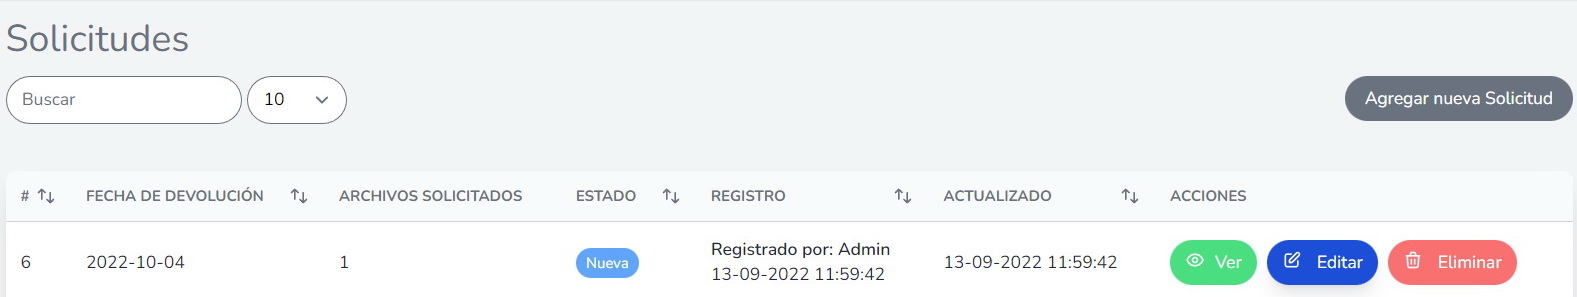 Solicitudes
Buscar
10
Agregar nueva Solicitud
# FECHA DE DEVOLUCIÓN ARCHIVOS SOLICITADOS ESTADO REGISTRO ACTUALIZADO ACCIONES
6 2022-10-04 1 Nueva Registrado por: Admin 13-09-2022 11:59:42 Ver Editar Eliminar
13-09-2022 11:59:42